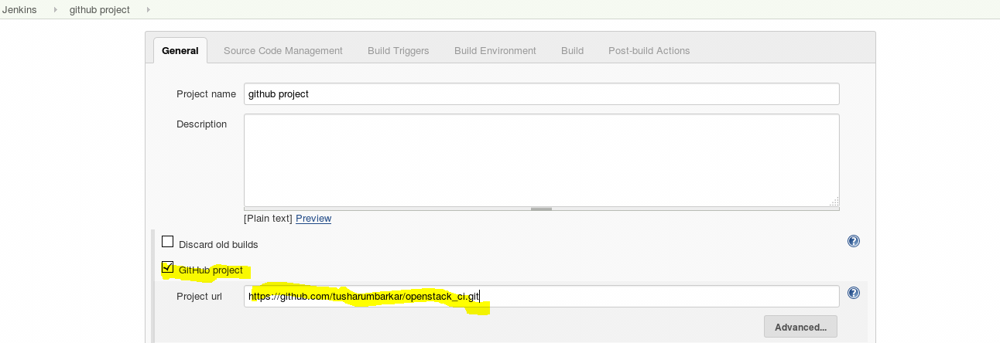 Jenkins github project
General Source Code Management Build Triggers Build Environment Build Post-build Actions
Project name github project
Description
[Plain text] Preview
Discard old builds ?
GitHub project
Project url https://github.com/tusharumbarkar/openstack_ci.git ?
Advanced...